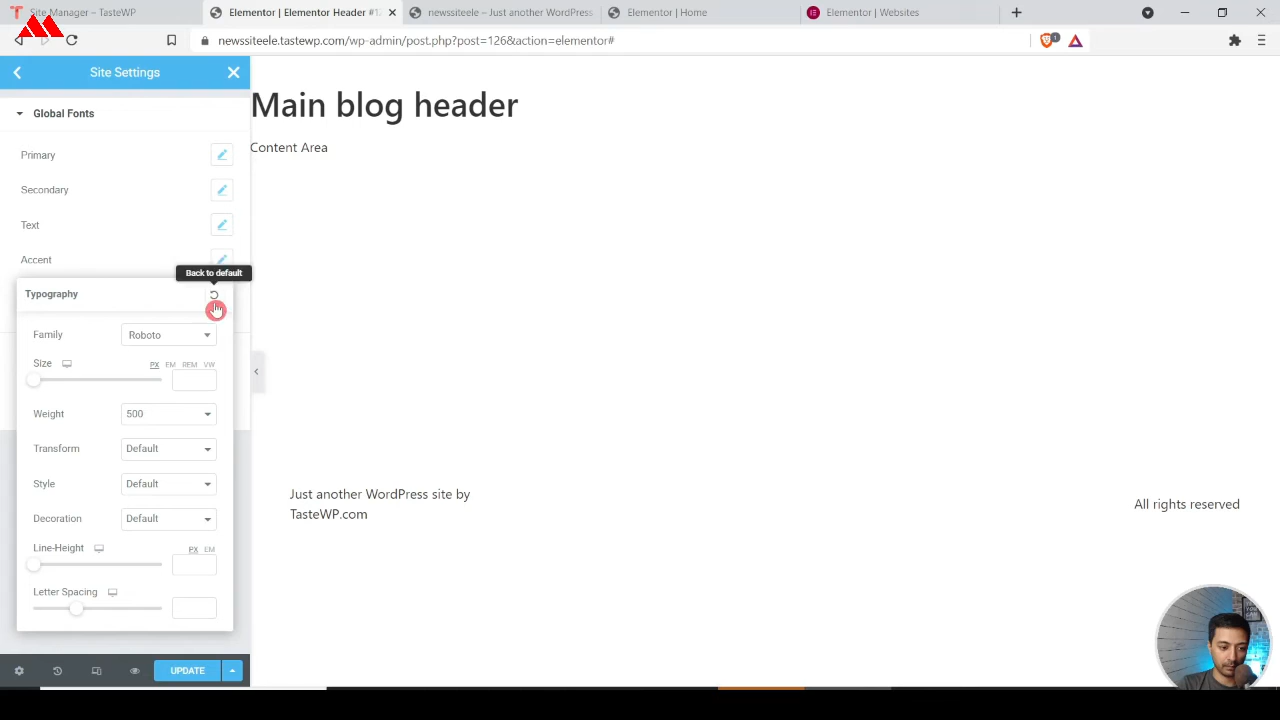 Site Manager - TasteWP
Elementor | Elementor Header #12
newssiteele – Just another WordPress
Elementor | Home
Elementor | Websites
newssiteele.tastewp.com/wp-admin/post.php?post=126&action=elementor#
1
Site Settings
Global Fonts
Primary
Secondary
Text
Accent
Back to default
Typography
Family
Roboto
Size
PX EM REM VW
Weight
500
Transform
Default
Style
Default
Decoration
Default
Line-Height
PX EM
Letter Spacing
UPDATE
Main blog header
Content Area
Just another WordPress site by
TasteWP.com
All rights reserved